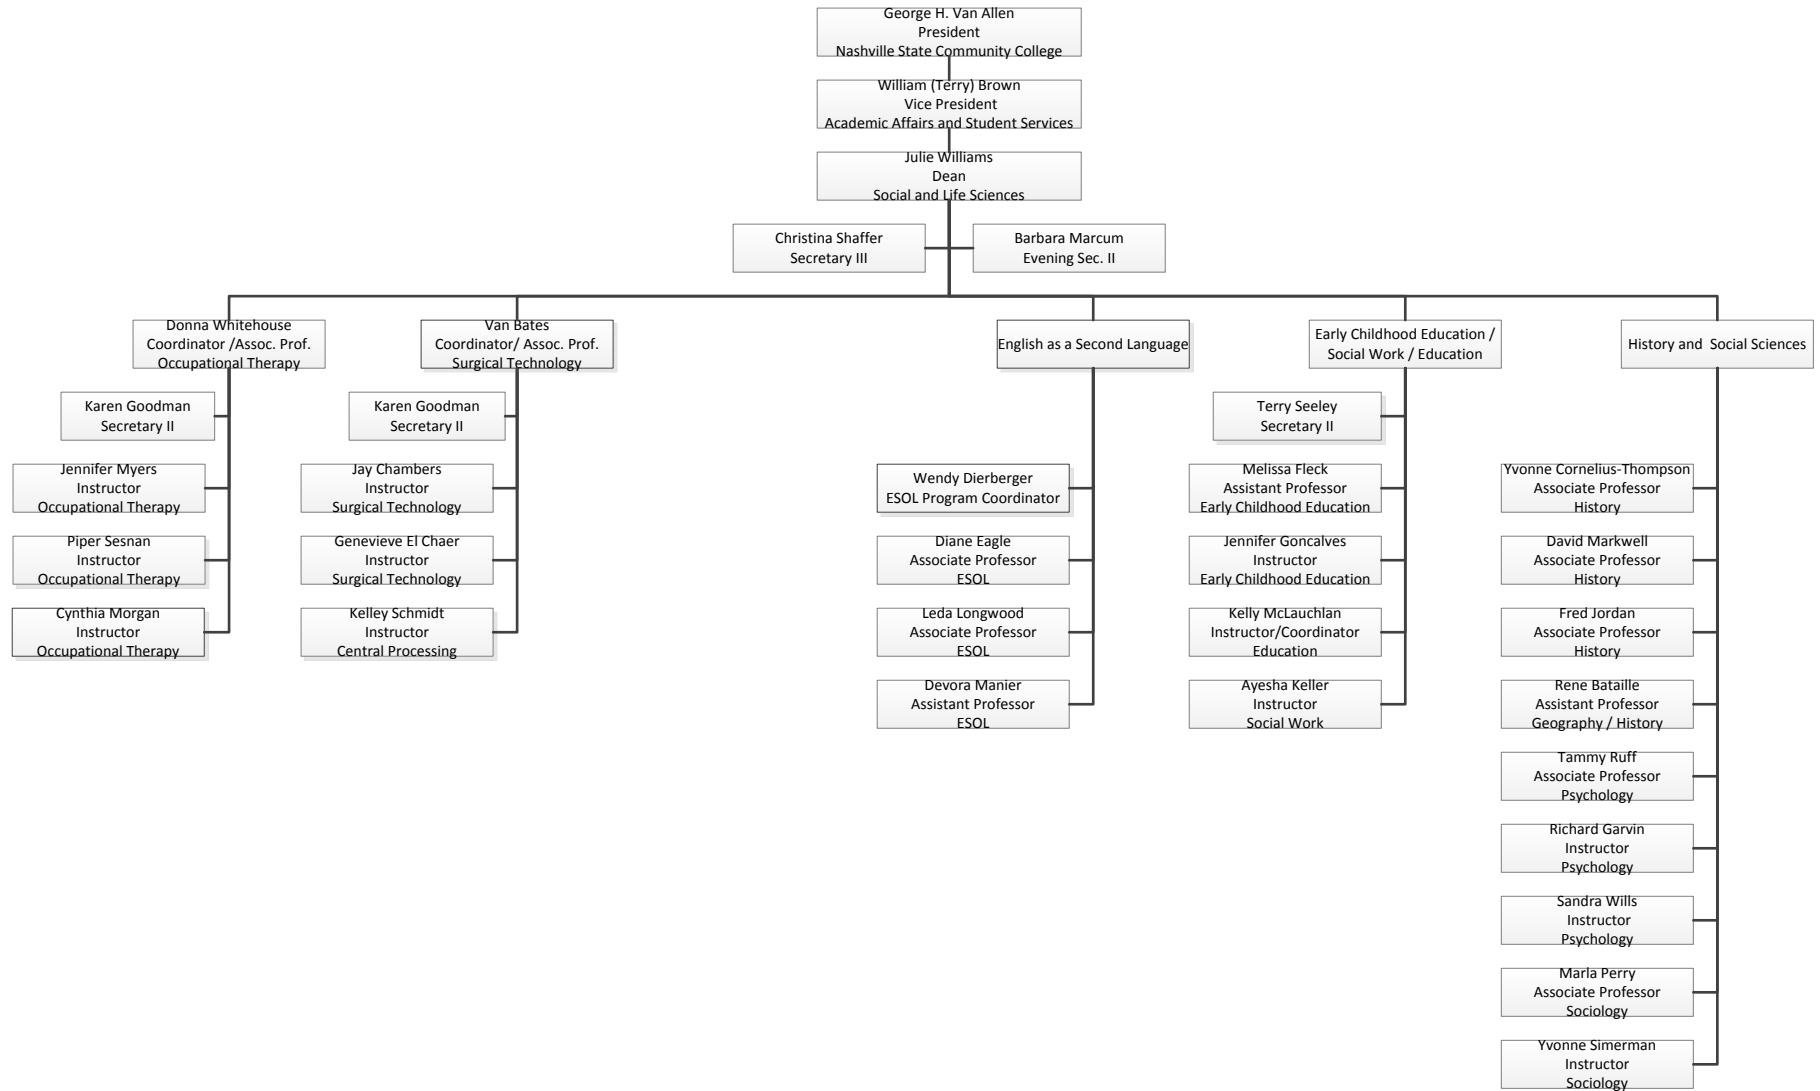 George H. Van Allen
President
Nashville State Community College
William (Terry) Brown
Vice President
Academic Affairs and Student Services
Julie Williams
Dean
Social and Life Sciences
Christina Shaffer
Secretary III
Barbara Marcum
Evening Sec. II
Donna Whitehouse
Coordinator /Assoc. Prof.
Occupational Therapy
Karen Goodman
Secretary II
Jennifer Myers
Instructor
Occupational Therapy
Piper Sesnan
Instructor
Occupational Therapy
Cynthia Morgan
Instructor
Occupational Therapy
Van Bates
Coordinator/ Assoc. Prof.
Surgical Technology
Karen Goodman
Secretary II
Jay Chambers
Instructor
Surgical Technology
Genevieve El Chaer
Instructor
Surgical Technology
Kelley Schmidt
Instructor
Central Processing
English as a Second Language
Wendy Dierberger
ESOL Program Coordinator
Diane Eagle
Associate Professor
ESOL
Leda Longwood
Associate Professor
ESOL
Devora Manier
Assistant Professor
ESOL
Early Childhood Education /
Social Work / Education
Terry Seeley
Secretary II
Melissa Fleck
Assistant Professor
Early Childhood Education
Jennifer Goncalves
Instructor
Early Childhood Education
Kelly McLauchlan
Instructor/Coordinator
Education
Ayesha Keller
Instructor
Social Work
History and  Social Sciences
Yvonne Cornelius-Thompson
Associate Professor
History
David Markwell
Associate Professor
History
Fred Jordan
Associate Professor
History
Rene Bataille
Assistant Professor
Geography / History
Tammy Ruff
Associate Professor
Psychology
Richard Garvin
Instructor
Psychology
Sandra Wills
Instructor
Psychology
Marla Perry
Associate Professor
Sociology
Yvonne Simerman
Instructor
Sociology